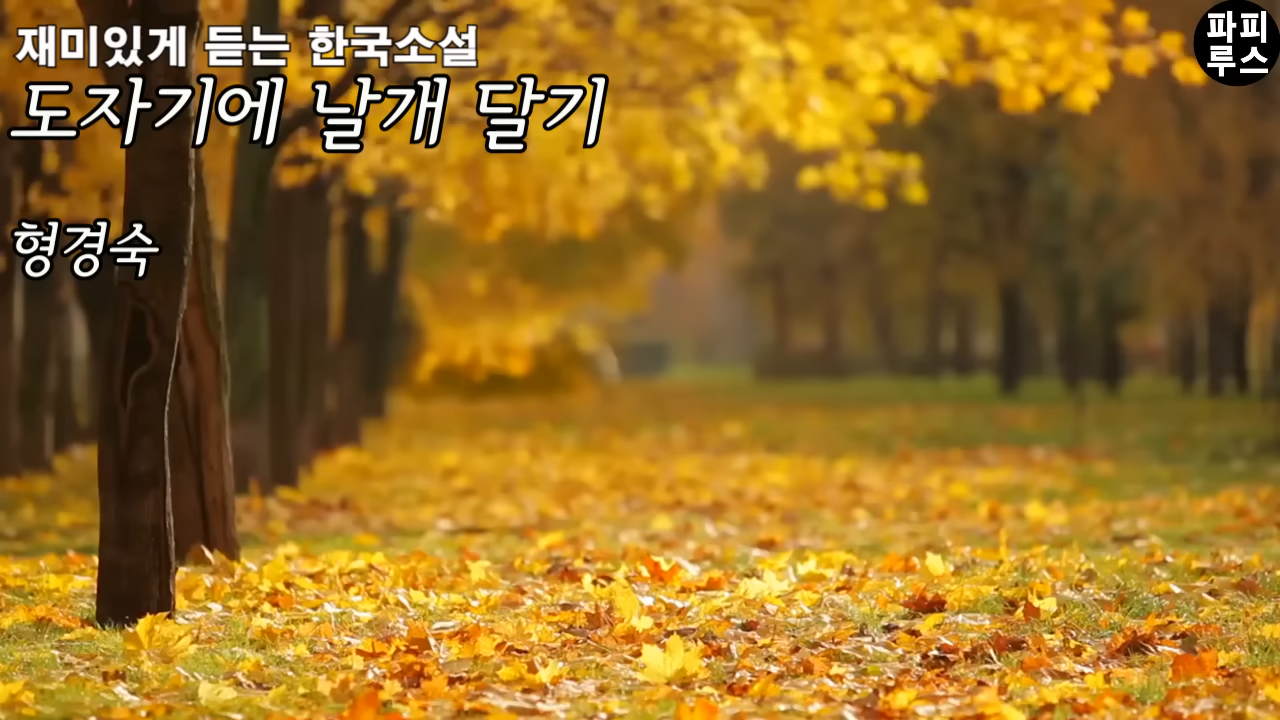 재미있게 듣는 한국소설
도자기에 날개 달기
형경숙
파피
루스